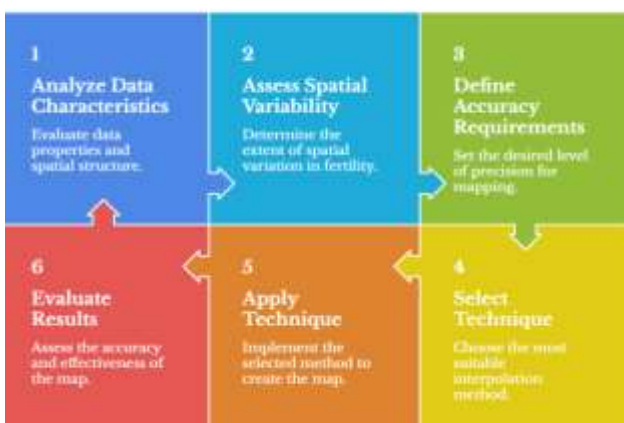 1
Analyze Data
Characteristics
Evaluate data
properties and
spatial structure.
2
Assess Spatial
Variability
Determine the
extent of spatial
variation in fertility.
3
Define
Accuracy
Requirements
Set the desired level
of precision for
mapping.
4
Select
Technique
Choose the most
suitable
interpolation
method.
5
Apply
Technique
Implement the
selected method to
create the map.
6
Evaluate
Results
Assess the accuracy
and effectiveness of
the map.